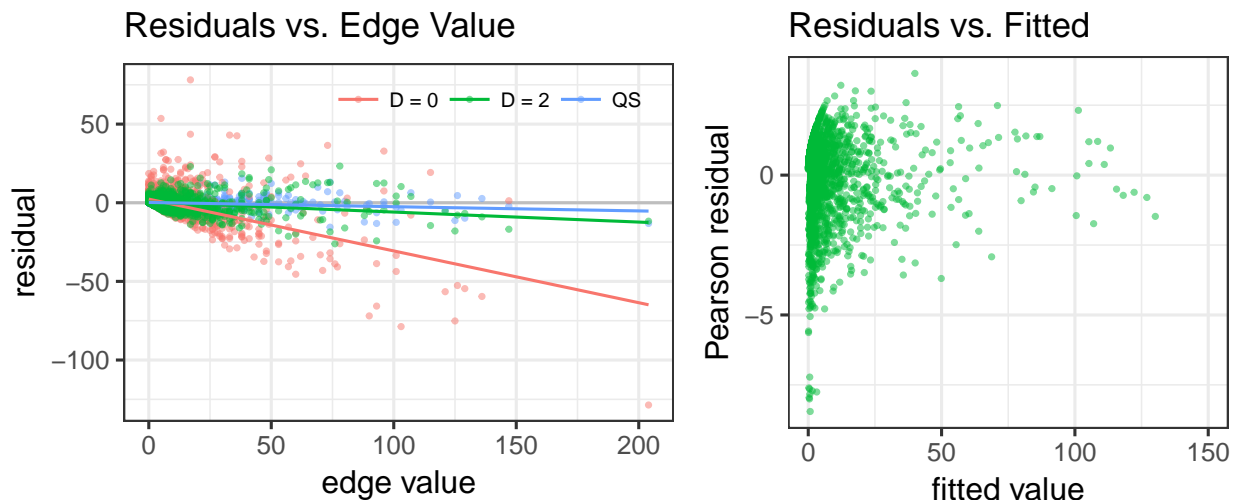 Residuals vs. Edge Value
D = 0 D = 2 QS
50
0
−50
−100
residual
0 50 100 150 200
edge value
Residuals vs. Fitted
0
−5
Pearson residual
0 50 100 150
fitted value